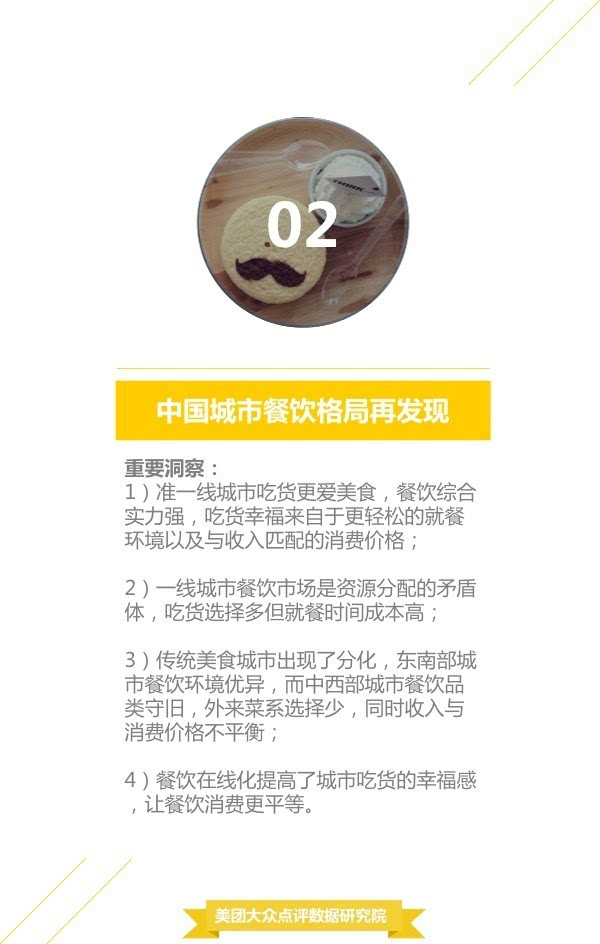 THINK
02
中国城市餐饮格局再发现
重要洞察：
1）准一线城市吃货更爱美食，餐饮综合
实力强，吃货幸福来自于更轻松的就餐
环境以及与收入匹配的消费价格；
2）一线城市餐饮市场是资源分配的矛盾
体，吃货选择多但就餐时间成本高；
3）传统美食城市出现了分化，东南部城
市餐饮环境优异，而中西部城市餐饮品
类守旧，外来菜系选择少，同时收入与
消费价格不平衡；
4）餐饮在线化提高了城市吃货的幸福感
，让餐饮消费更平等。
美团大众点评数据研究院